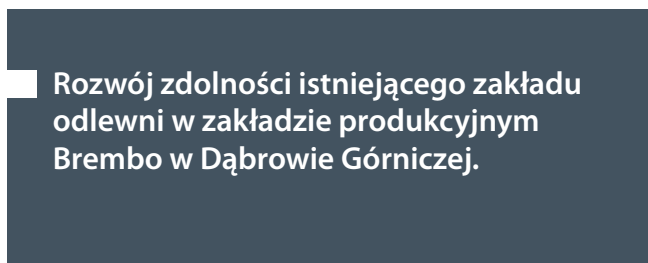 Rozwój zdolności istniejącego zakładu
odlewni w zakładzie produkcyjnym
Brembo w Dąbrowie Górniczej.